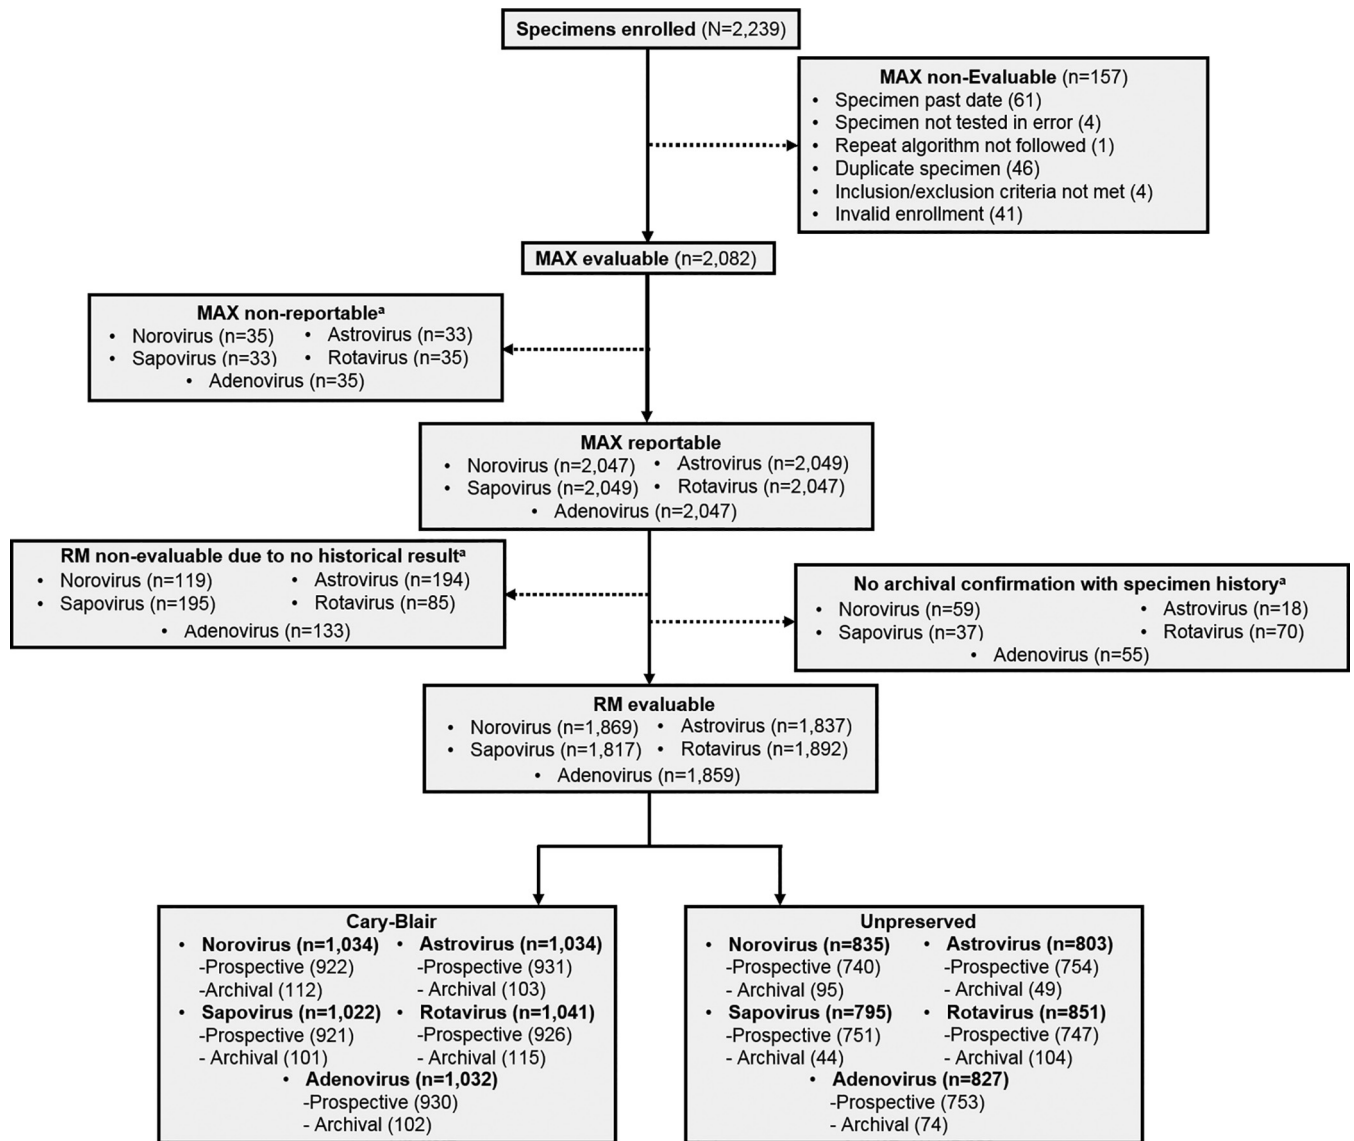 Specimens enrolled (N=2,239)
MAX non-Evaluable (n=157)
• Specimen past date (61)
• Specimen not tested in error (4)
• Repeat algorithm not followed (1)
• Duplicate specimen (46)
• Inclusion/exclusion criteria not met (4)
• Invalid enrollment (41)
MAX evaluable (n=2,082)
MAX non-reportableᵃ
• Norovirus (n=35) • Astrovirus (n=33)
• Sapovirus (n=33) • Rotavirus (n=35)
• Adenovirus (n=35)
MAX reportable
• Norovirus (n=2,047) • Astrovirus (n=2,049)
• Sapovirus (n=2,049) • Rotavirus (n=2,047)
• Adenovirus (n=2,047)
RM non-evaluable due to no historical resultᵃ
• Norovirus (n=119) • Astrovirus (n=194)
• Sapovirus (n=195) • Rotavirus (n=85)
• Adenovirus (n=133)
No archival confirmation with specimen historyᵃ
• Norovirus (n=59) • Astrovirus (n=18)
• Sapovirus (n=37) • Rotavirus (n=70)
• Adenovirus (n=55)
RM evaluable
• Norovirus (n=1,869) • Astrovirus (n=1,837)
• Sapovirus (n=1,817) • Rotavirus (n=1,892)
• Adenovirus (n=1,859)
Cary-Blair
• Norovirus (n=1,034) • Astrovirus (n=1,034)
-Prospective (922) -Prospective (931)
-Archival (112) - Archival (103)
• Sapovirus (n=1,022) • Rotavirus (n=1,041)
-Prospective (921) -Prospective (926)
- Archival (101) - Archival (115)
• Adenovirus (n=1,032)
-Prospective (930)
- Archival (102)
Unpreserved
• Norovirus (n=835) • Astrovirus (n=803)
-Prospective (740) -Prospective (754)
- Archival (95) - Archival (49)
• Sapovirus (n=795) • Rotavirus (n=851)
-Prospective (751) -Prospective (747)
- Archival (44) - Archival (104)
• Adenovirus (n=827)
-Prospective (753)
- Archival (74)